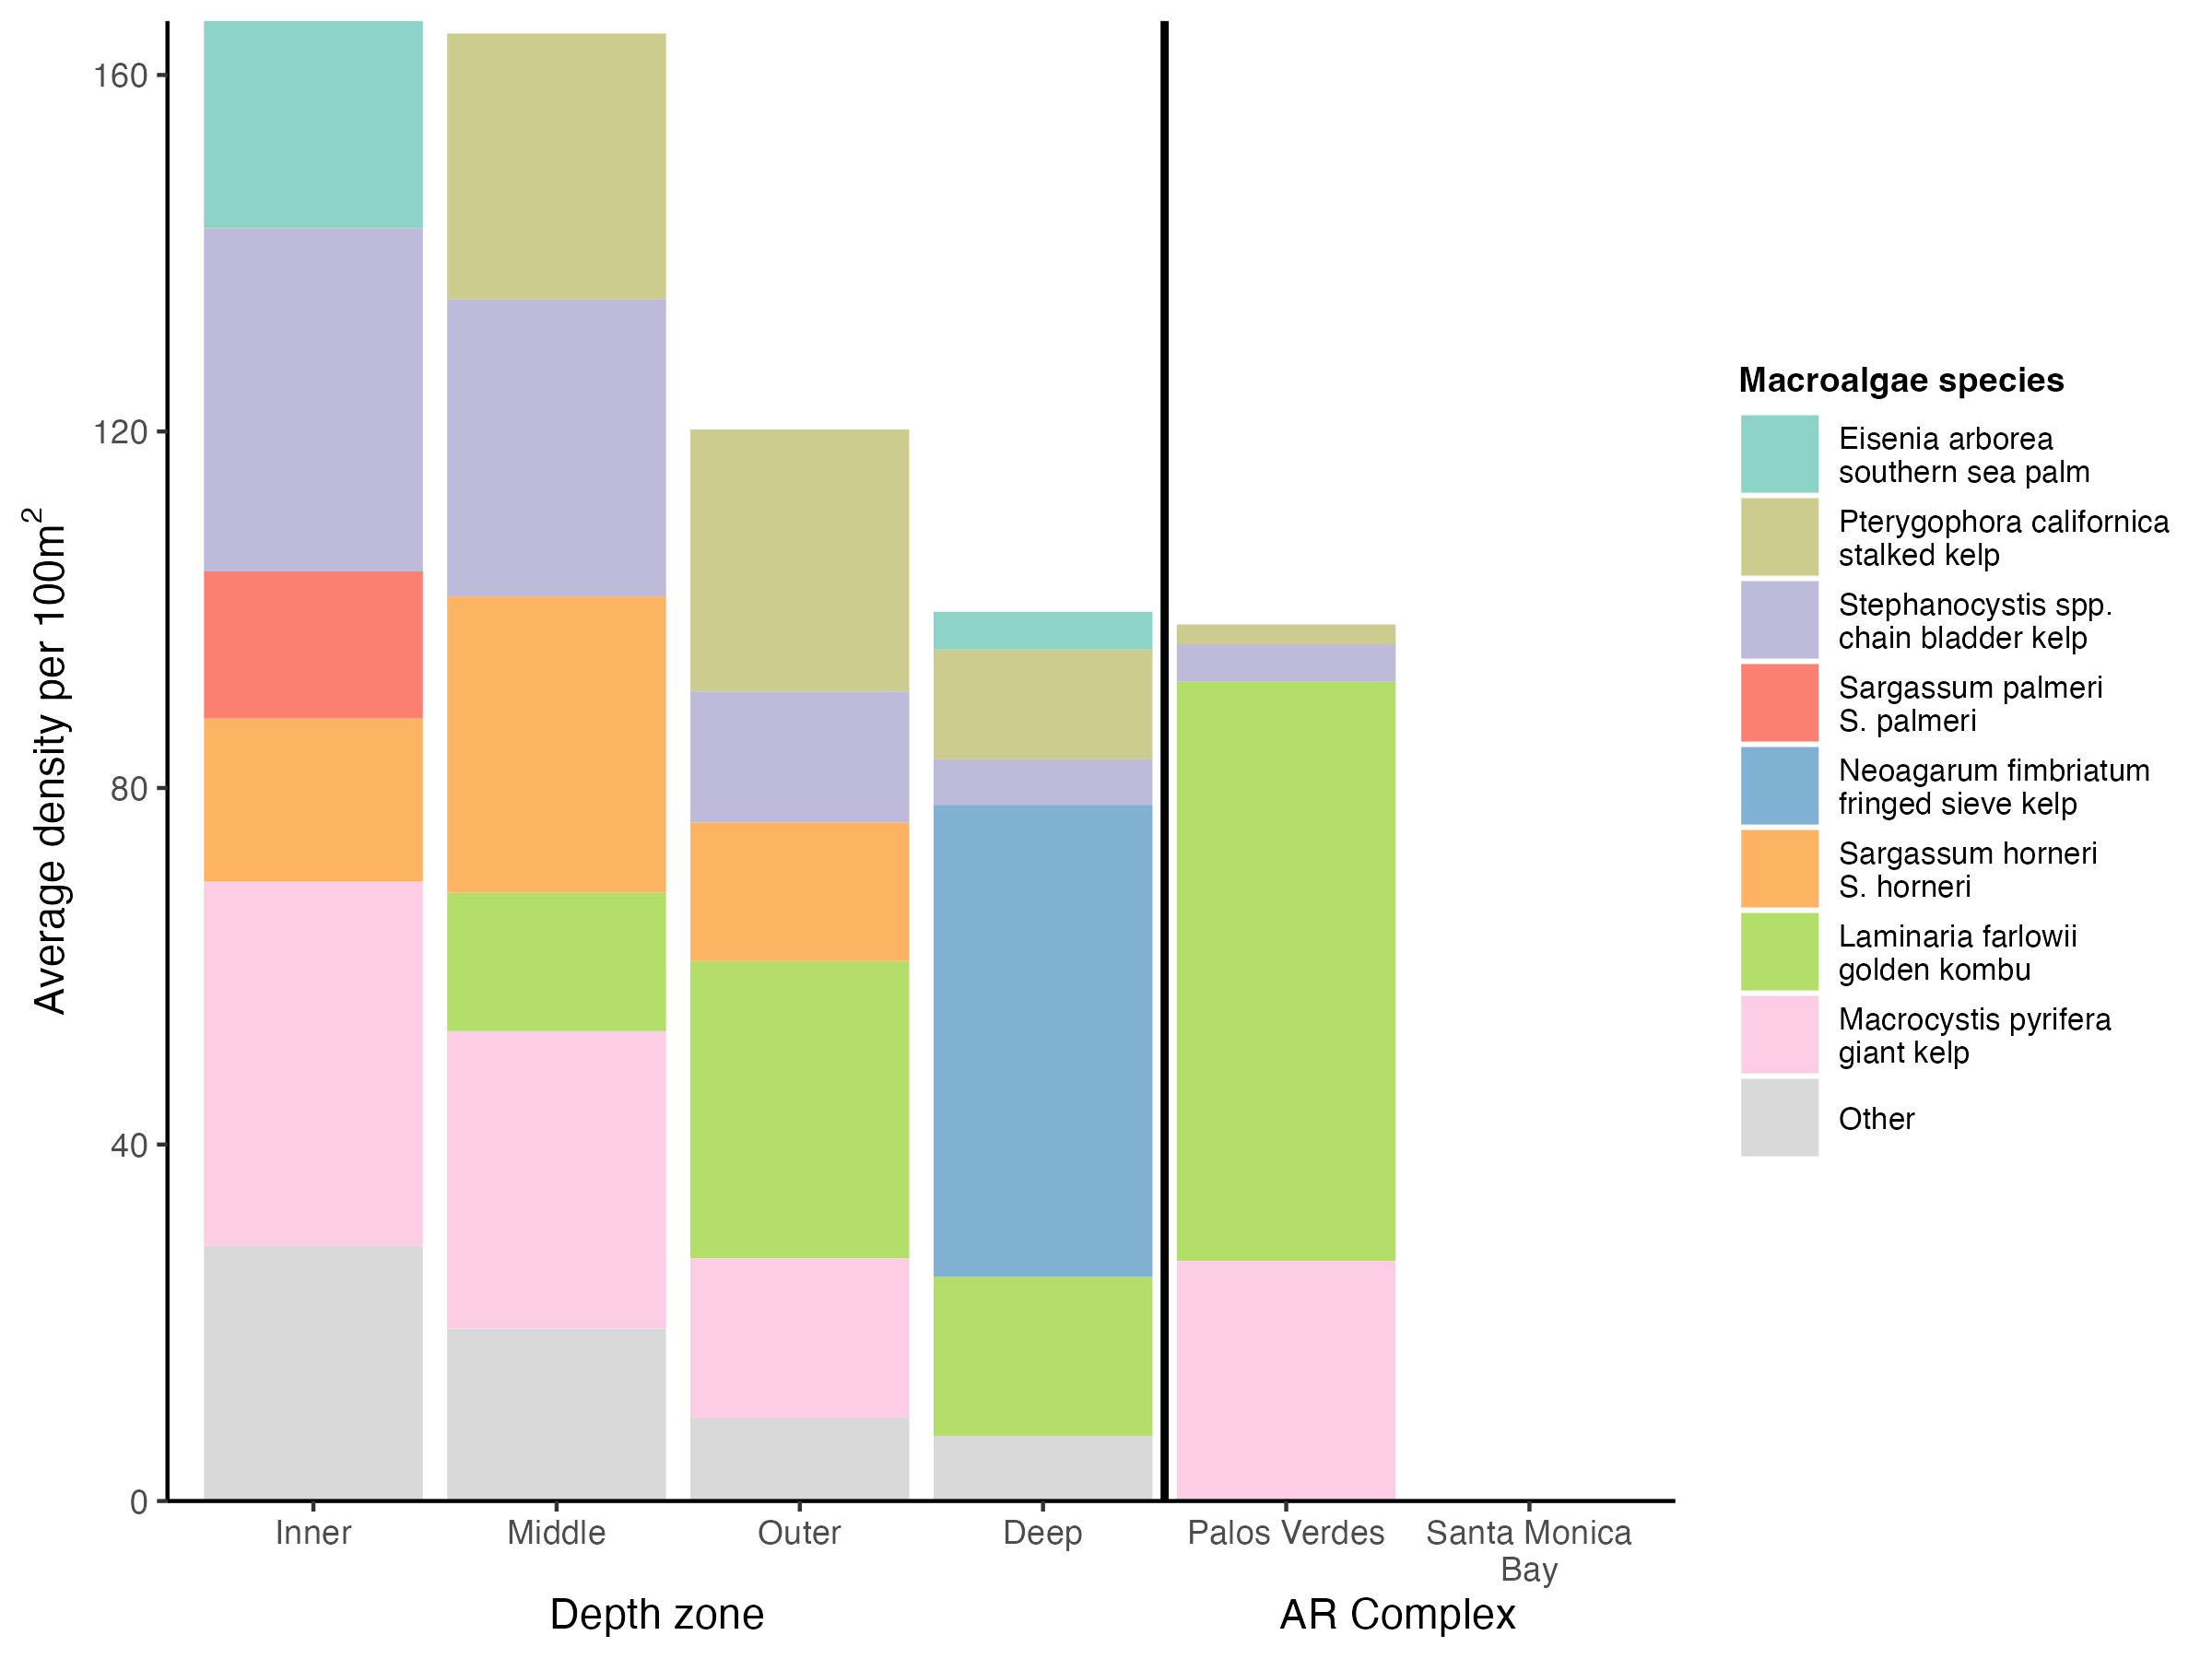 Average density per 100m²
160
120
80
40
0
Inner
Middle
Outer
Deep
Palos Verdes
Santa Monica
Bay
Depth zone
AR Complex
Macroalgae species
Eisenia arborea
southern sea palm
Pterygophora californica
stalked kelp
Stephanocystis spp.
chain bladder kelp
Sargassum palmeri
S. palmeri
Neoagarum fimbriatum
fringed sieve kelp
Sargassum horneri
S. horneri
Laminaria farlowii
golden kombu
Macrocystis pyrifera
giant kelp
Other